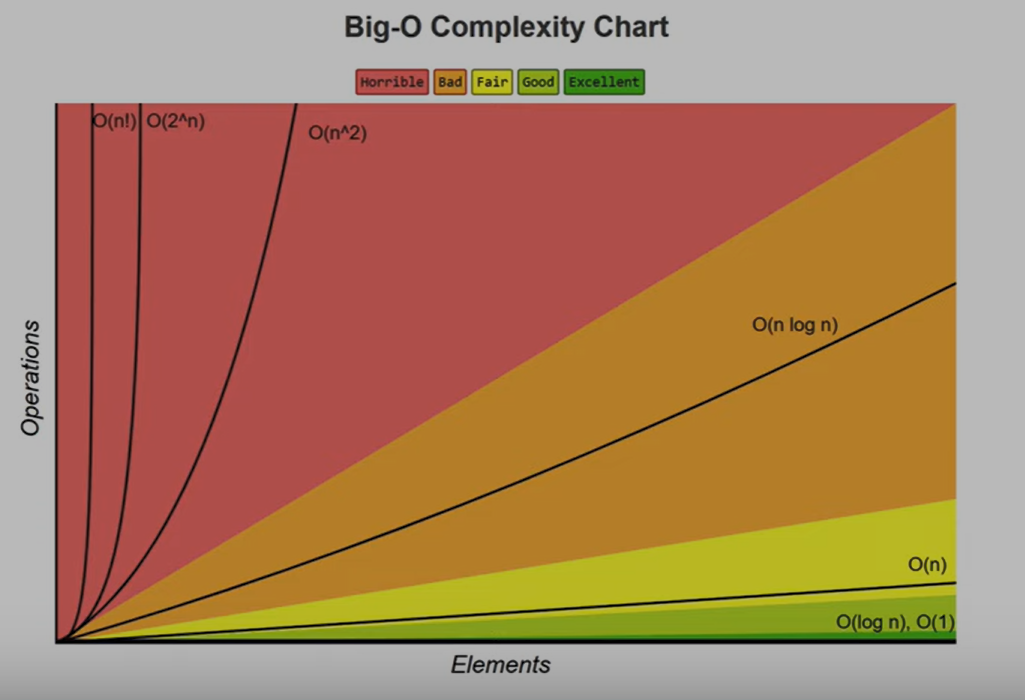 Big-O Complexity Chart
Horrible Bad Fair Good Excellent
O(n!) O(2^n)
O(n^2)
O(n log n)
O(n)
O(log n), O(1)
Operations
Elements